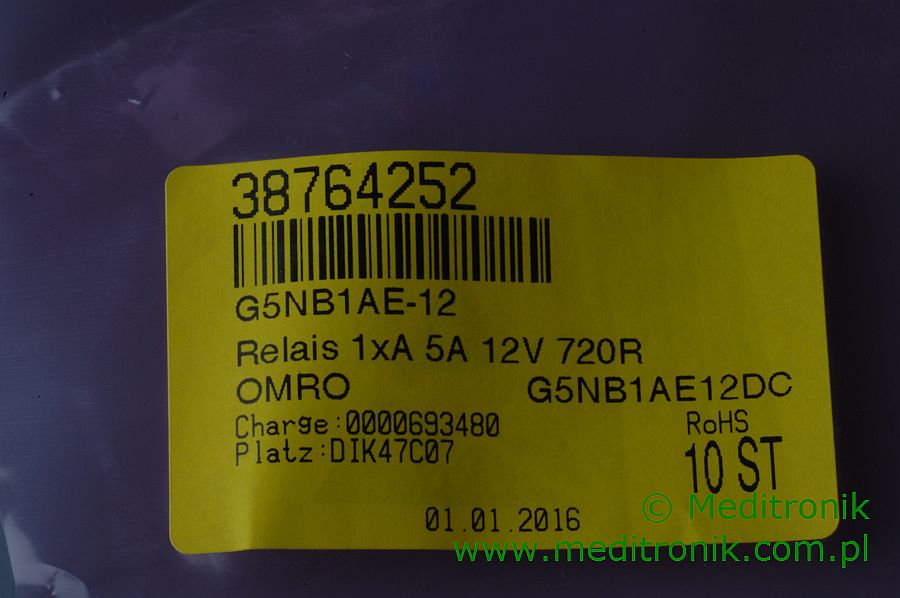 38764252
G5NB1AE-12
Relais 1xA 5A 12V 720R
OMRO G5NB1AE12DC
Charge:0000693480 RoHS
Platz:DIK47C07 10 ST
© Meditronik
01.01.2016
www.meditronik.com.pl